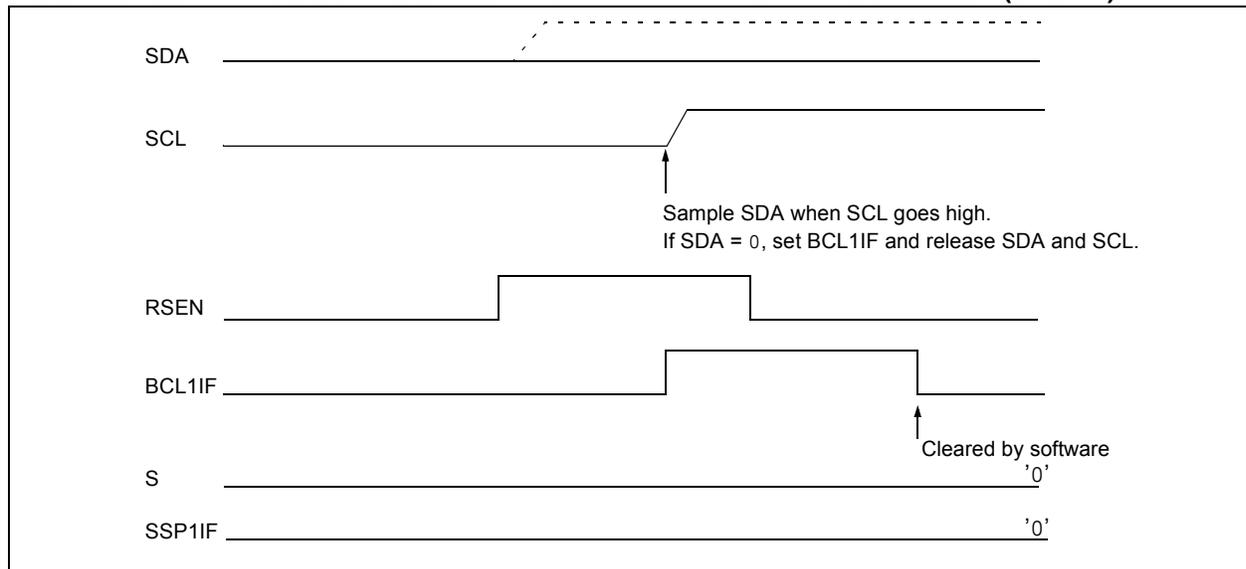 SDA
SCL
Sample SDA when SCL goes high.
If SDA = 0, set BCL1IF and release SDA and SCL.
RSEN
BCL1IF
Cleared by software
S
'0'
SSP1IF
'0'